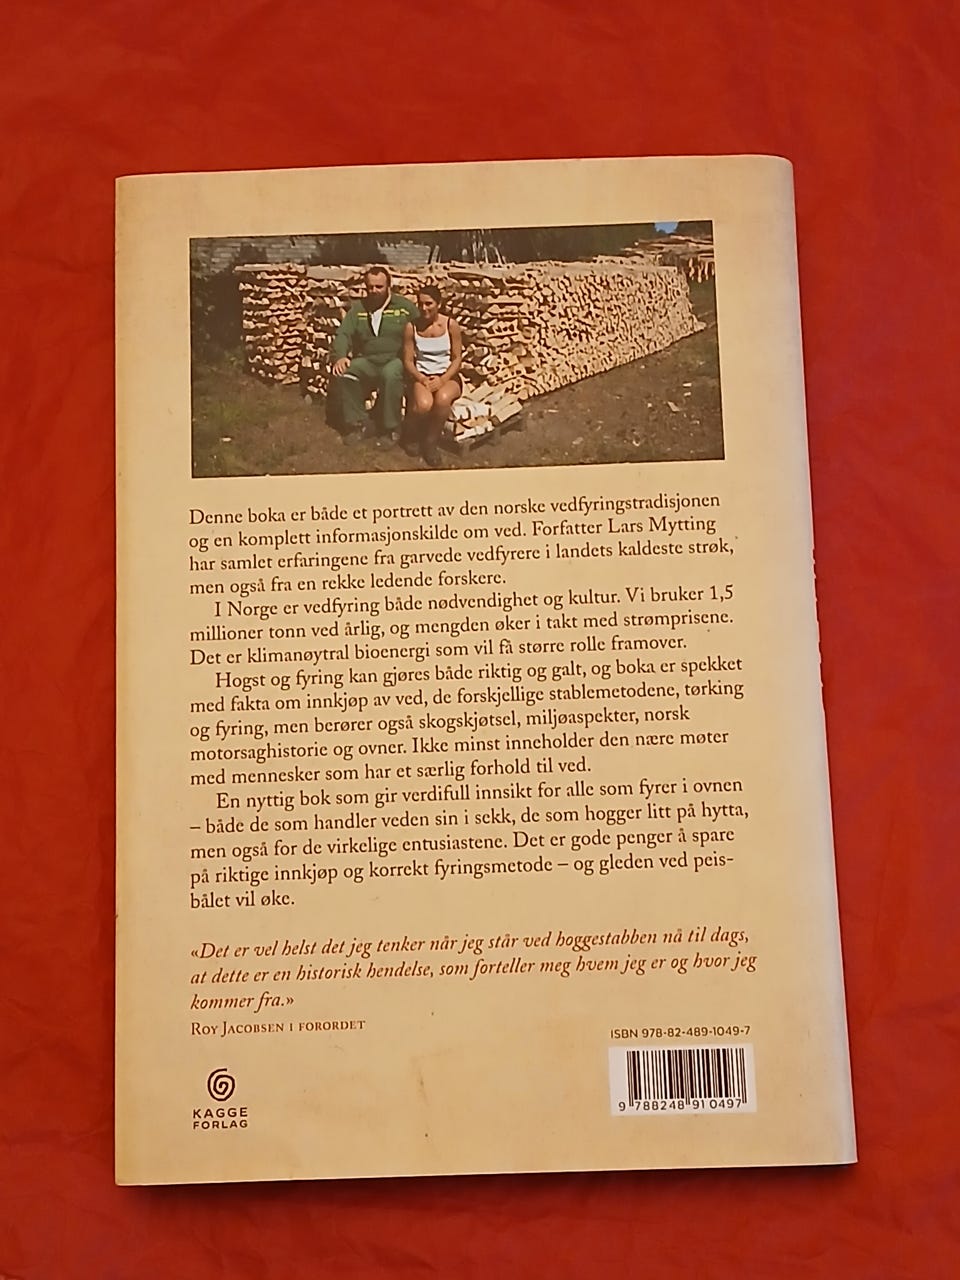 Denne boka er både et portrett av den norske vedfyringstradisjonen
og en komplett informasjonskilde om ved. Forfatter Lars Mytting
har samlet erfaringene fra garvede vedfyrere i landets kaldeste strøk,
men også fra en rekke ledende forskere.
I Norge er vedfyring både nødvendighet og kultur. Vi bruker 1,5
millioner tonn ved årlig, og mengden øker i takt med strømprisene.
Det er klimanøytral bioenergi som vil få større rolle framover.
Hogst og fyring kan gjøres både riktig og galt, og boka er spekket
med fakta om innkjøp av ved, de forskjellige stablemetodene, tørking
og fyring, men berører også skogskjøtsel, miljøaspekter, norsk
motorsaghistorie og ovner. Ikke minst inneholder den nære møter
med mennesker som har et særlig forhold til ved.
En nyttig bok som gir verdifull innsikt for alle som fyrer i ovnen
– både de som handler veden sin i sekk, de som hogger litt på hytta,
men også for de virkelige entusiastene. Det er gode penger å spare
på riktige innkjøp og korrekt fyringsmetode – og gleden ved peis-
bålet vil øke.
«Det er vel helst det jeg tenker når jeg står ved hoggestabben nå til dags,
at dette er en historisk hendelse, som forteller meg hvem jeg er og hvor jeg
kommer fra.»
ROY JACOBSEN I FORORDET
ISBN 978-82-489-1049-7
9 788248 910497
KAGGE
FORLAG